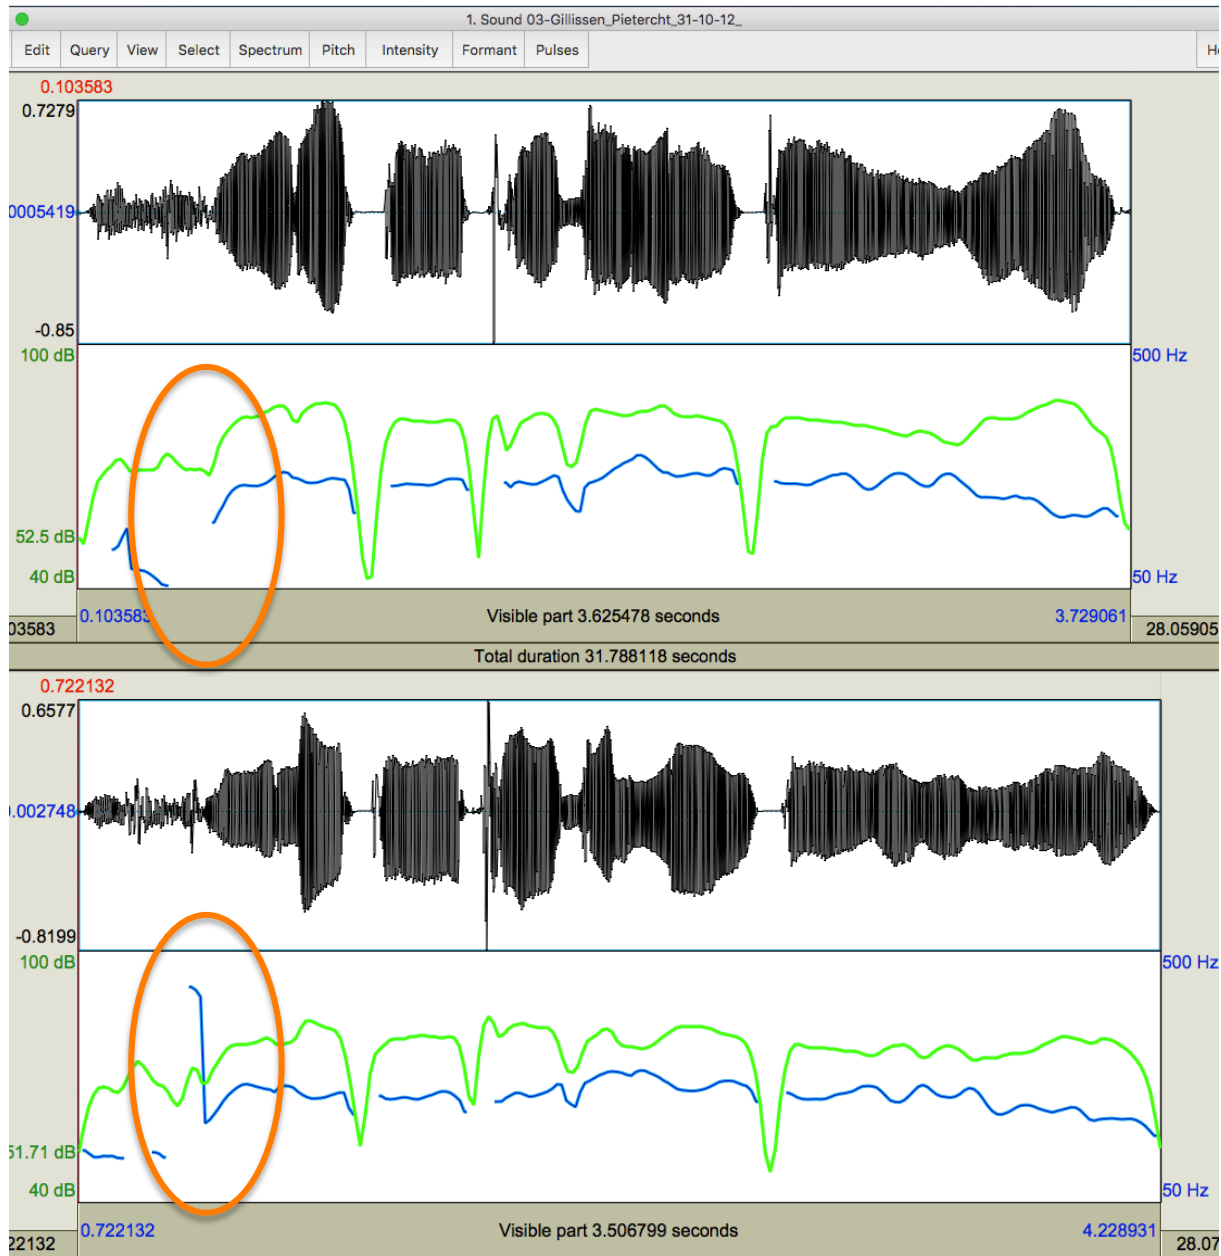 1. Sound 03-Gillissen_Pietercht_31-10-12_
Edit Query View Select Spectrum Pitch Intensity Formant Pulses
0.103583
0.7279
0005419
-0.85
100 dB 500 Hz
52.5 dB
40 dB 50 Hz
0.103583 Visible part 3.625478 seconds 3.729061
03583 28.05905
Total duration 31.788118 seconds
0.722132
0.6577
0.002748
-0.8199
100 dB 500 Hz
51.71 dB
40 dB 50 Hz
0.722132 Visible part 3.506799 seconds 4.228931
22132 28.07